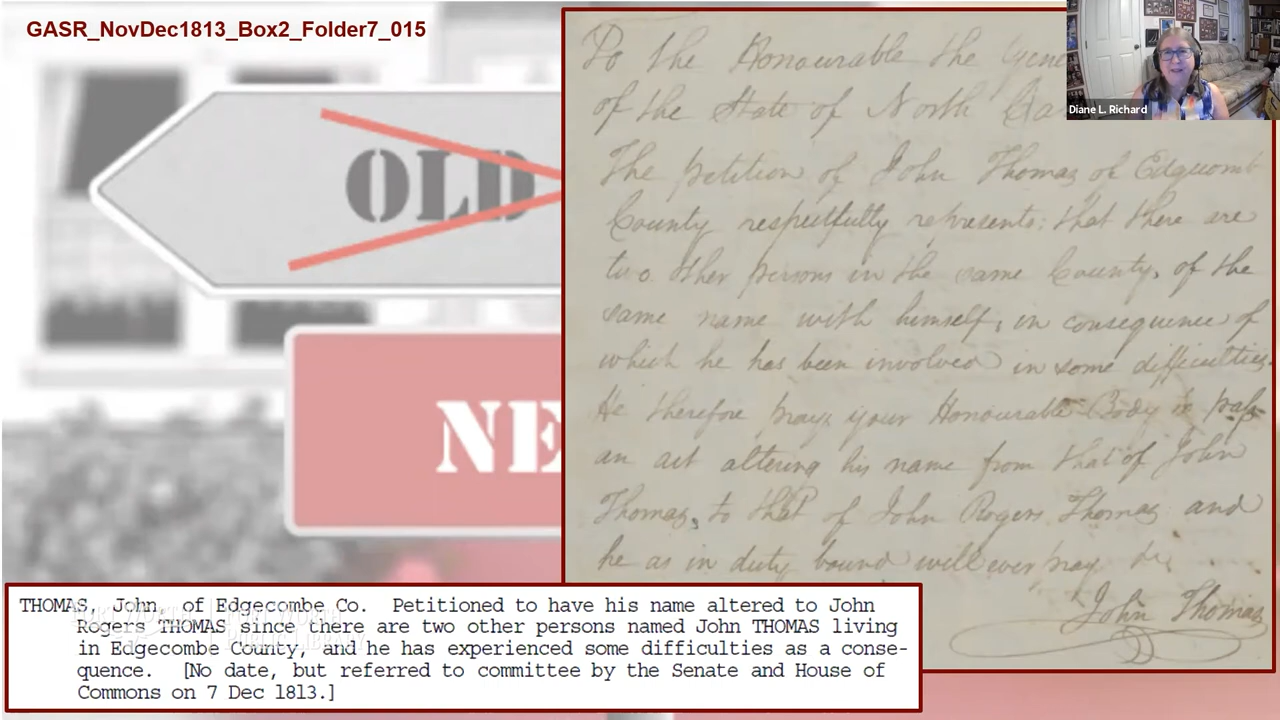 GASR_NovDec1813_Box2_Folder7_015
Diane L. Richard
OLD
NE
To the Honourable the Gene
of the State of North Car
The petition of John Thomas of Edgecomb
County respectfully represents: that there are
two other persons in the same County, of the
same name with himself, in consequence of
which he has been involved in some difficulties.
He therefore prays your Honourable Body to pass
an act altering his name from that of John
Thomas, to that of John Rogers Thomas and
he as in duty bound will ever pray &c
John Thomas
THOMAS, John, of Edgecombe Co. Petitioned to have his name altered to John
Rogers THOMAS since there are two other persons named John THOMAS living
in Edgecombe County, and he has experienced some difficulties as a conse-
quence. [No date, but referred to committee by the Senate and House of
Commons on 7 Dec 1813.]